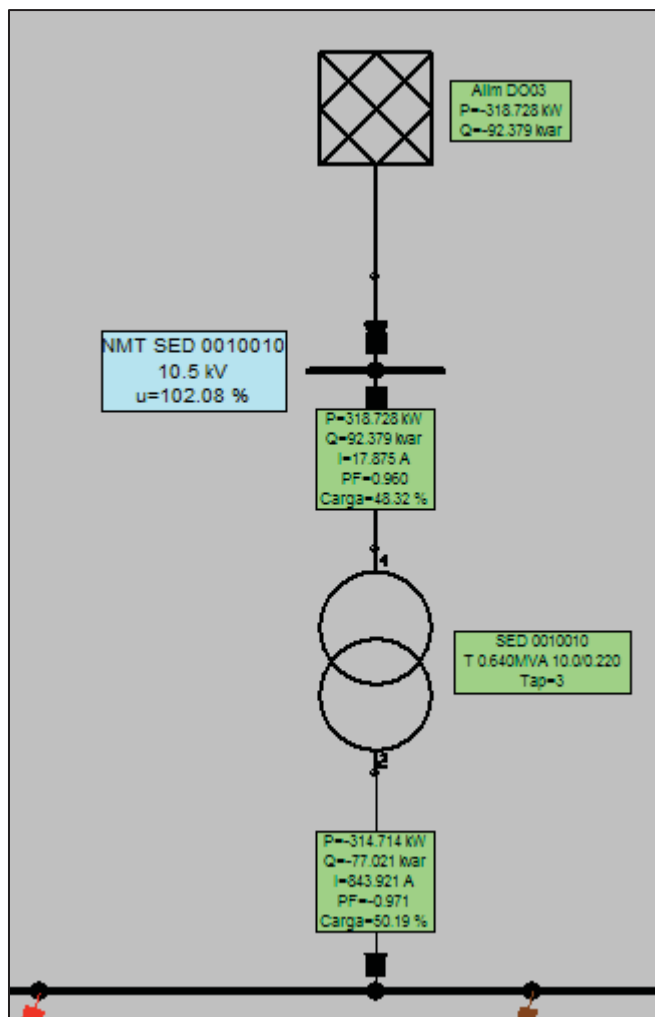 Alim DO03
P=-318.728 kW
Q=-92.379 kvar
NMT SED 0010010
10.5 kV
u=102.08 %
P=318.728 kW
Q=92.379 kvar
I=17.875 A
PF=0.960
Carga=48.32 %
1
SED 0010010
T 0.640MVA 10.0/0.220
Tap=3
2
P=-314.714 kW
Q=-77.021 kvar
I=843.921 A
PF=-0.971
Carga=50.19 %